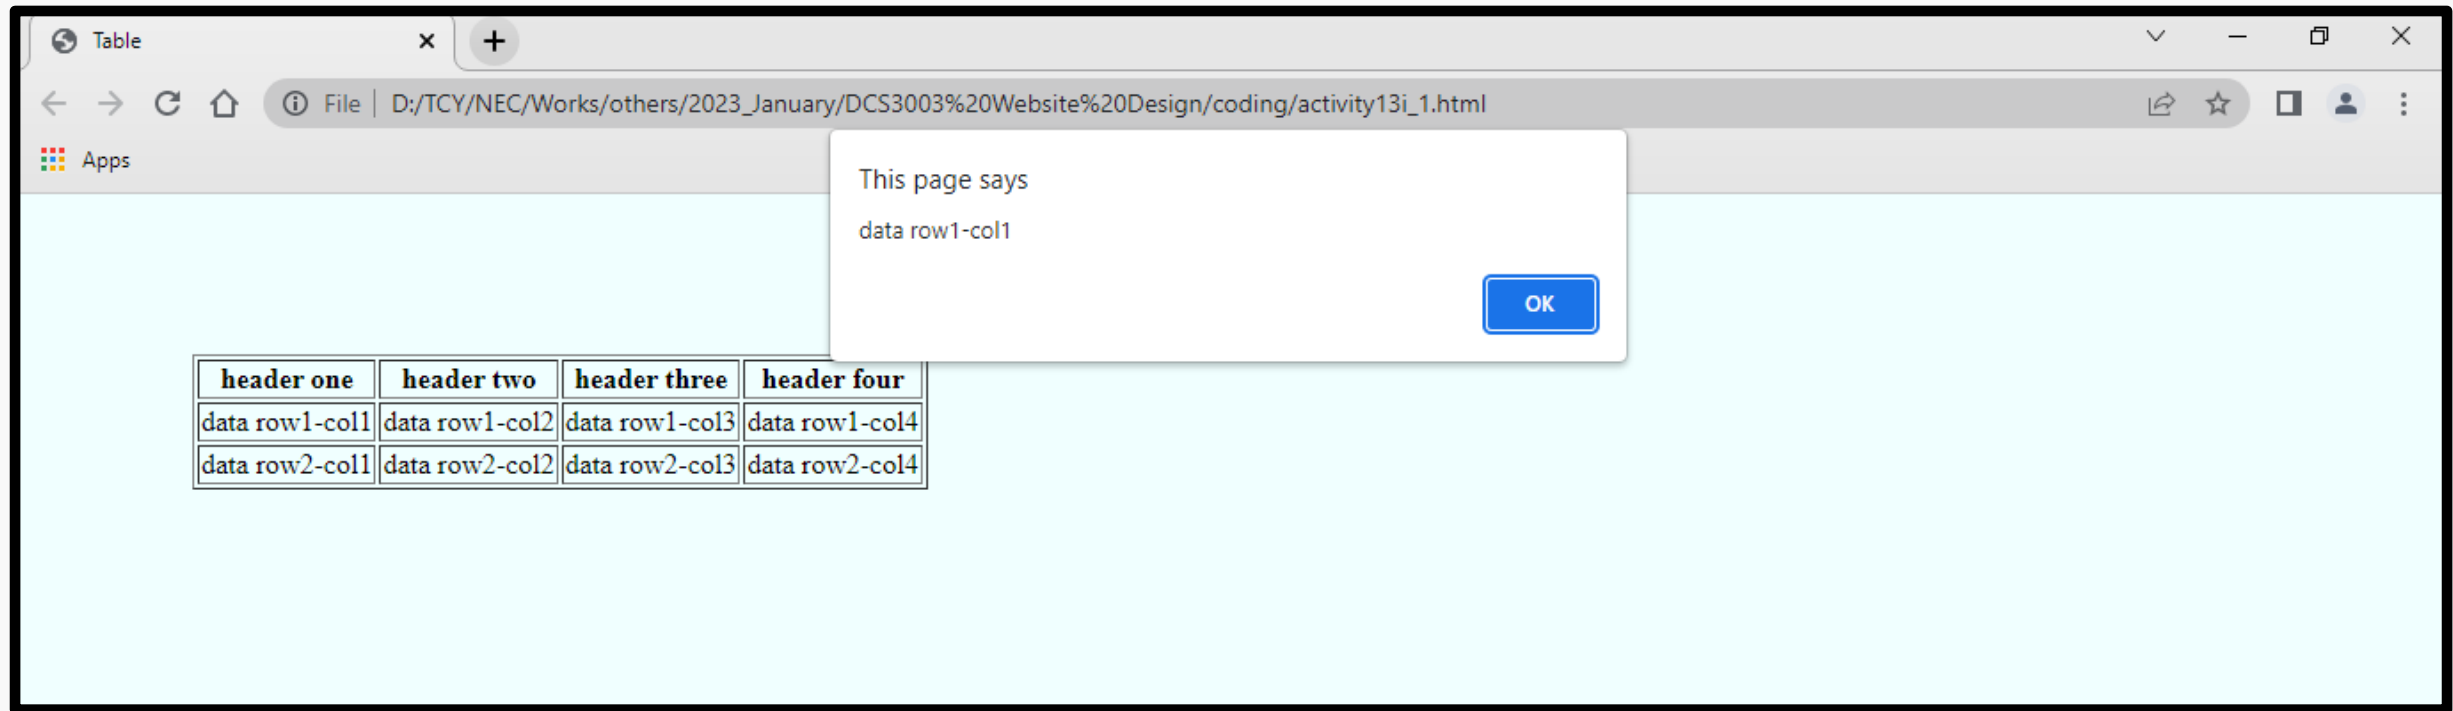 Table
File D:/TCY/NEC/Works/others/2023_January/DCS3003%20Website%20Design/coding/activity13i_1.html
Apps
This page says
data row1-col1
OK
header one header two header three header four
data row1-col1 data row1-col2 data row1-col3 data row1-col4
data row2-col1 data row2-col2 data row2-col3 data row2-col4